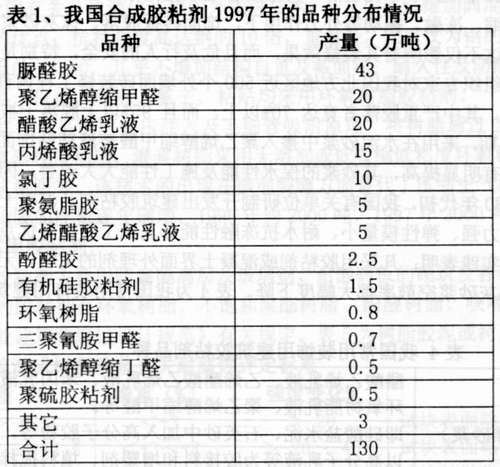 表1、我国合成胶粘剂1997年的品种分布情况
品种 产量（万吨）
脲醛胶 43
聚乙烯醇缩甲醛 20
醋酸乙烯乳液 20
丙烯酸乳液 15
氯丁胶 10
聚氨脂胶 5
乙烯醋酸乙烯乳液 5
酚醛胶 2.5
有机硅胶粘剂 1.5
环氧树脂 0.8
三聚氰胺甲醛 0.7
聚乙烯醇缩丁醛 0.5
聚硫胶粘剂 0.5
其它 3
合计 130